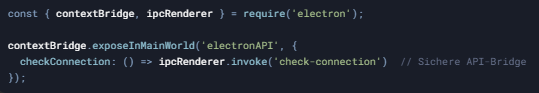 const { contextBridge, ipcRenderer } = require('electron');

contextBridge.exposeInMainWorld('electronAPI', {
  checkConnection: () => ipcRenderer.invoke('check-connection')  // Sichere API-Bridge
});